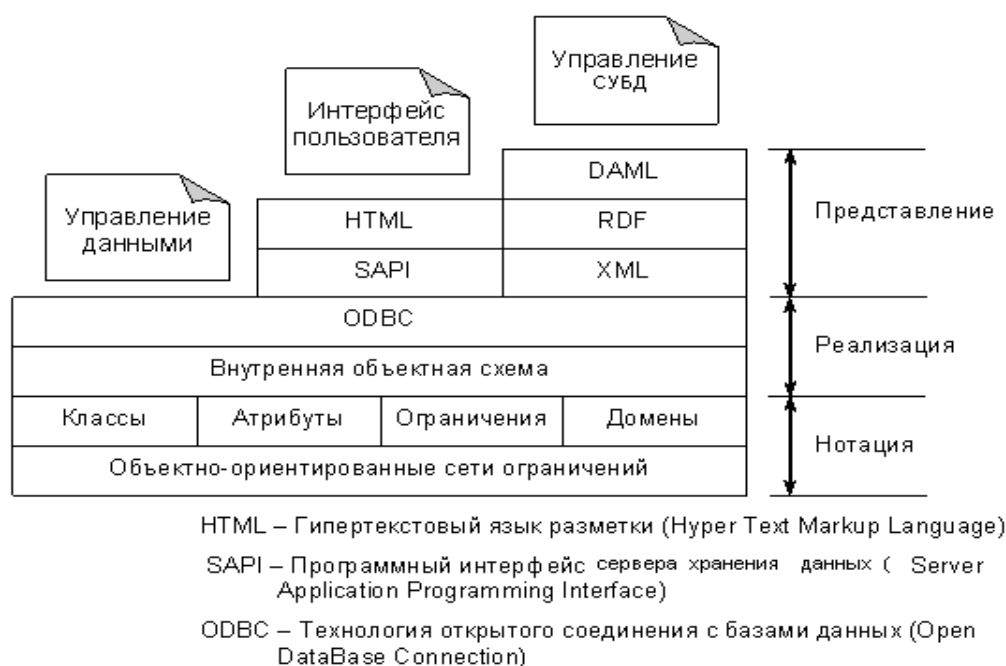 Управление
СУБД
Интерфейс
пользователя
Управление
данными
DAML
HTML
RDF
SAPI
XML
ODBC
Внутренняя объектная схема
Классы
Атрибуты
Ограничения
Домены
Объектно-ориентированные сети ограничений
Представление
Реализация
Нотация
HTML – Гипертекстовый язык разметки (Hyper Text Markup Language)
SAPI – Программный интерфейс сервера хранения данных ( Server
Application Programming Interface)
ODBC – Технология открытого соединения с базами данных (Open
DataBase Connection)